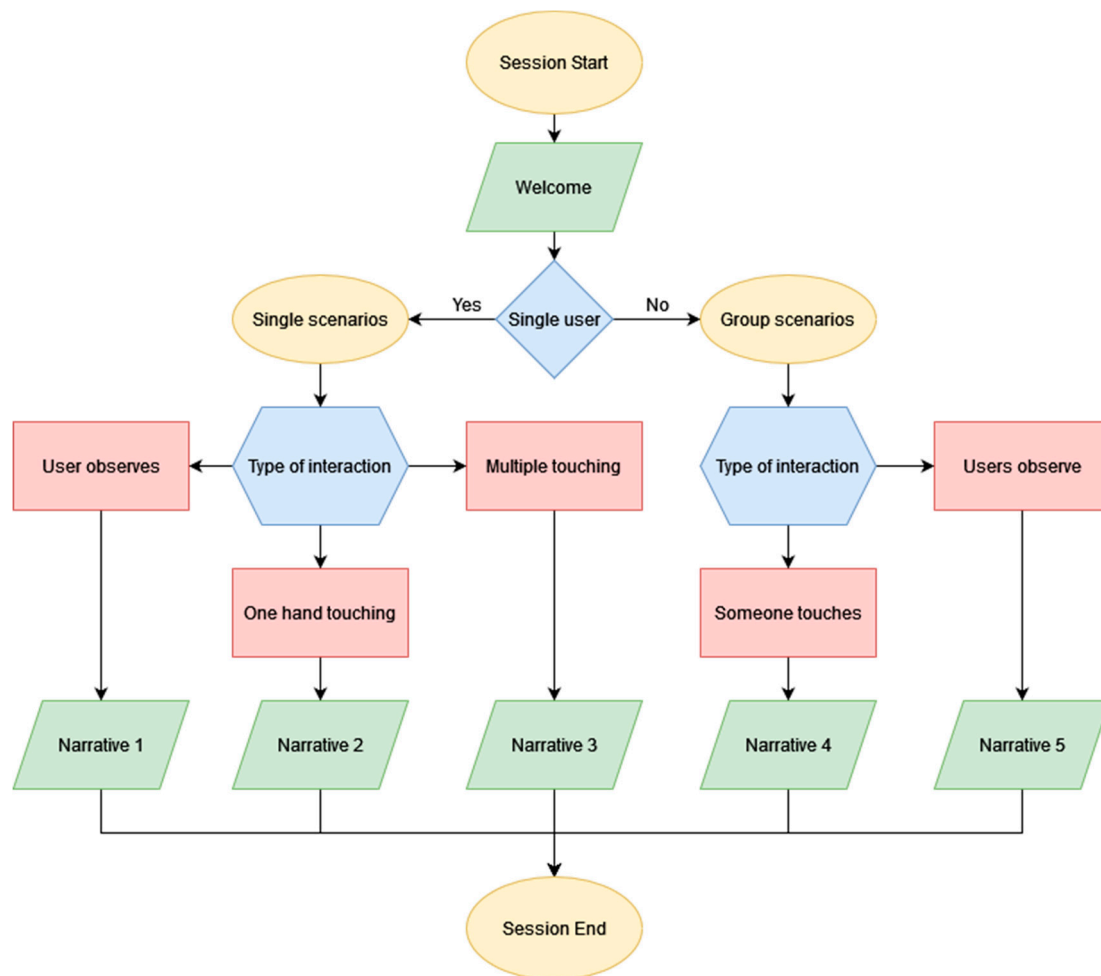 Session Start
Welcome
Yes
No
Single scenarios
Single user
Group scenarios
User observes
Type of interaction
Multiple touching
Type of interaction
Users observe
One hand touching
Someone touches
Narrative 1
Narrative 2
Narrative 3
Narrative 4
Narrative 5
Session End